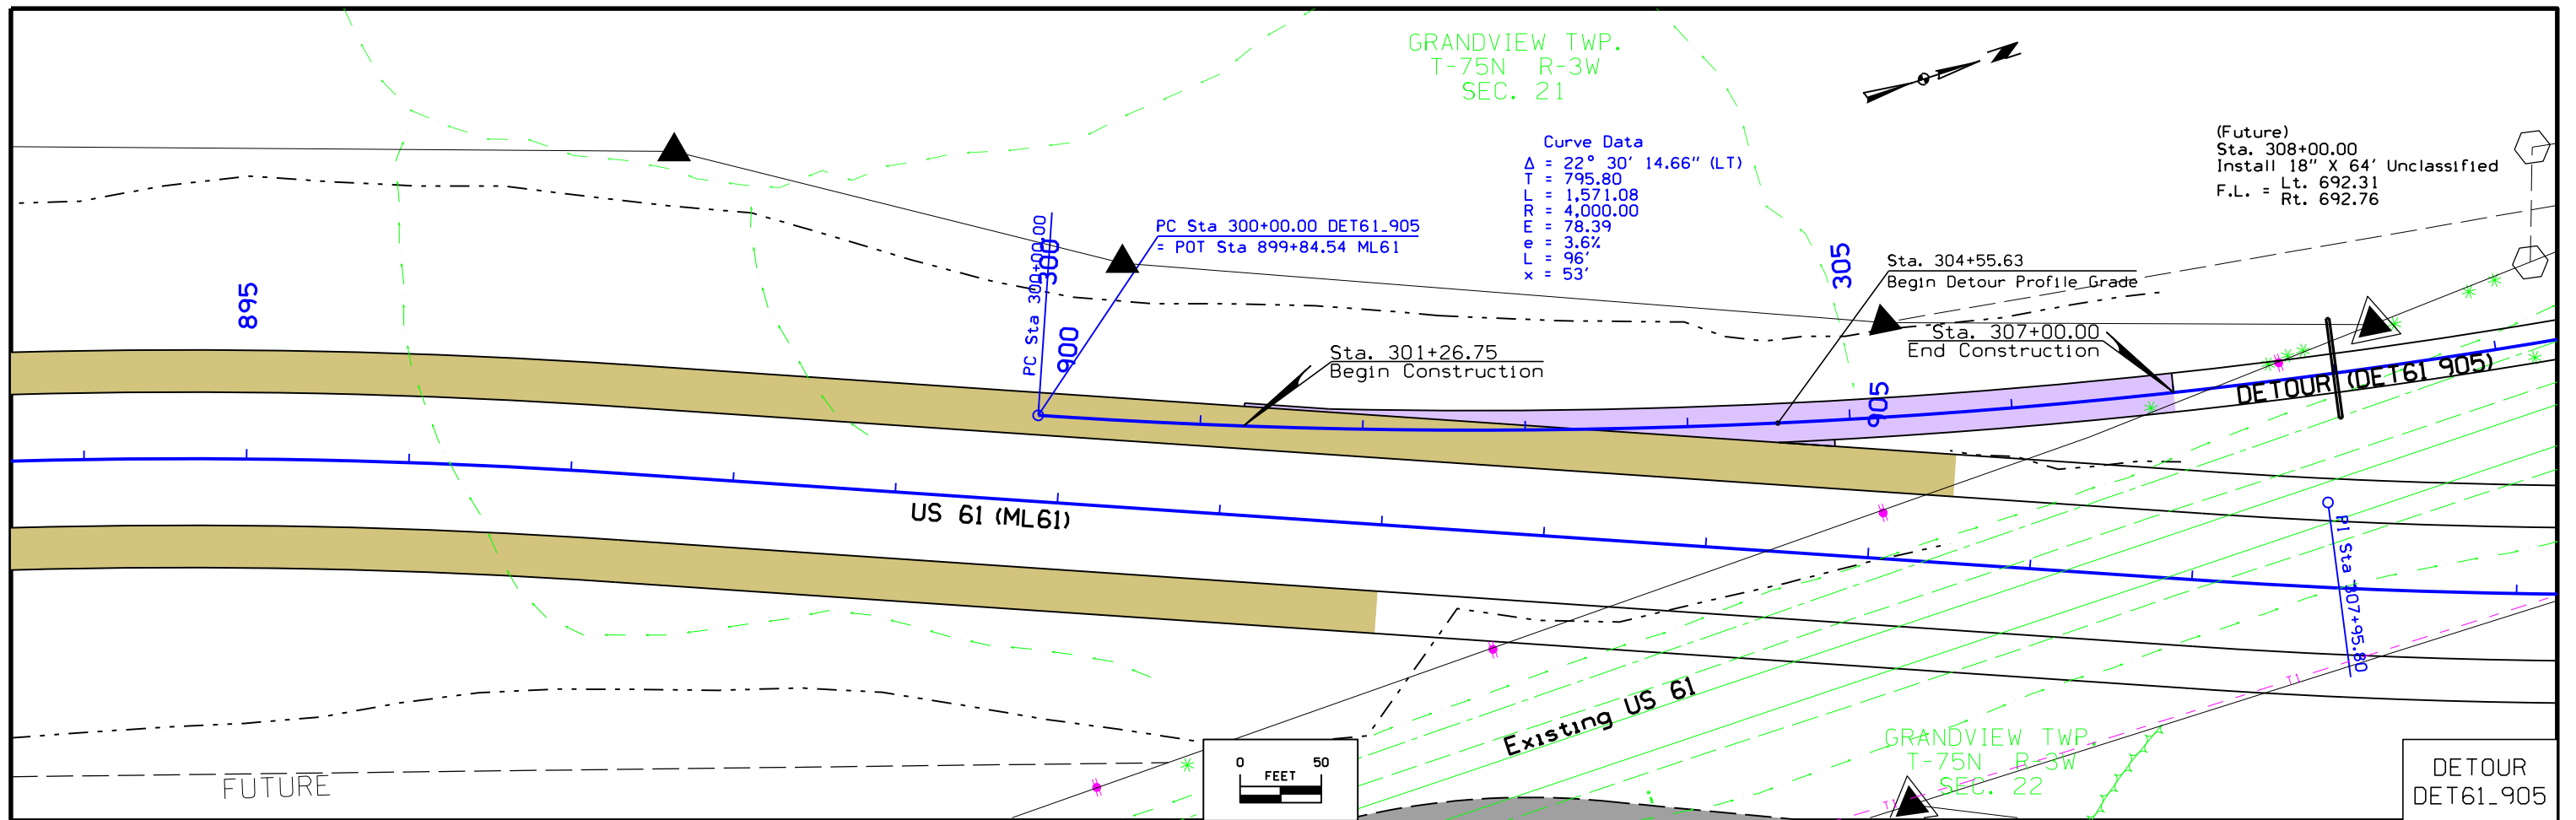 GRANDVIEW TWP.
T-75N R-3W
SEC. 21
Curve Data
Δ = 22° 30' 14.66" (LT)
T = 795.80
L = 1,571.08
R = 4,000.00
E = 78.39
e = 3.6%
L = 96'
x = 53'
(Future)
Sta. 308+00.00
Install 18" X 64' Unclassified
F.L. = Lt. 692.31
Rt. 692.76
PC Sta 300+00.00
300
PC Sta 300+00.00 DET61_905
= POT Sta 899+84.54 ML61
895
900
305
905
Sta. 304+55.63
Begin Detour Profile Grade
Sta. 307+00.00
End Construction
Sta. 301+26.75
Begin Construction
DETOUR (DET61 905)
US 61 (ML61)
PI Sta 307+95.80
Existing US 61
T1
T1
GRANDVIEW TWP.
T-75N R-3W
SEC. 22
FUTURE
0 50
FEET
DETOUR
DET61_905